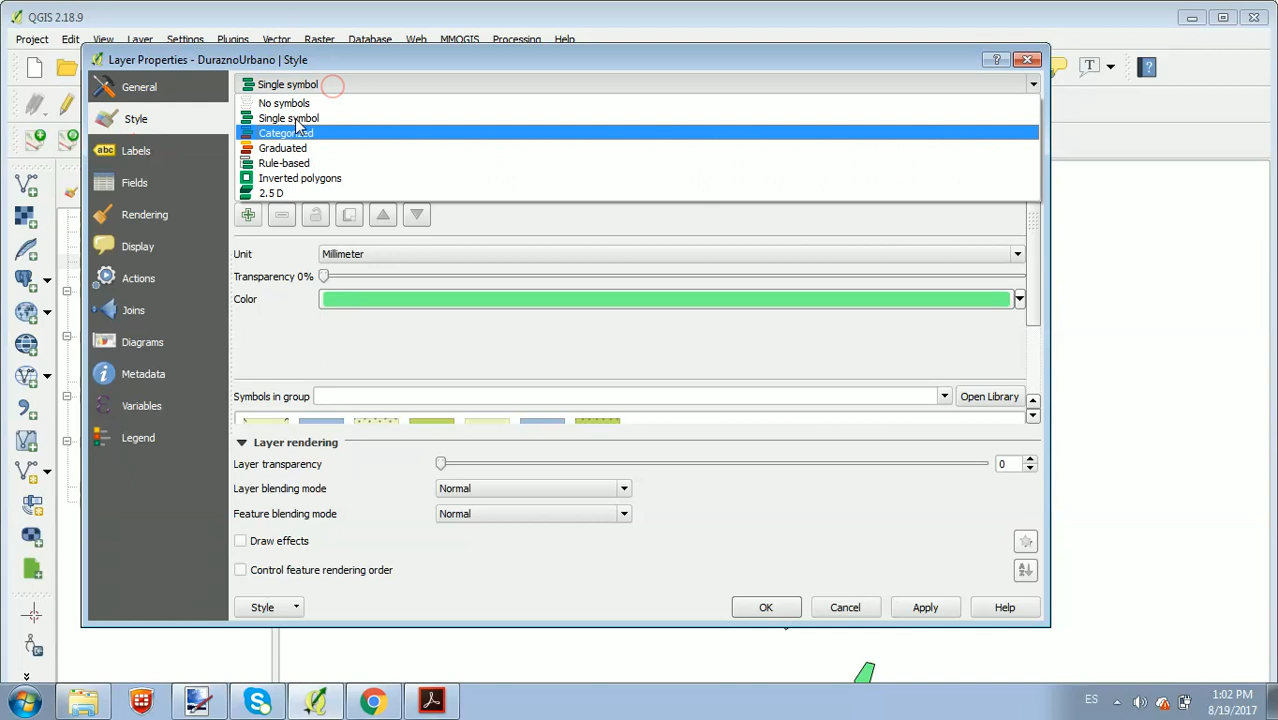 QGIS 2.18.9
Project Edit View Layer Settings Plugins Vector Raster Database Web MMQGIS Processing Help
Layer Properties - DuraznoUrbano | Style
General
Style
Labels
Fields
Rendering
Display
Actions
Joins
Diagrams
Metadata
Variables
Legend
Single symbol
No symbols
Single symbol
Categorized
Graduated
Rule-based
Inverted polygons
2.5 D
Unit Millimeter
Transparency 0%
Color
Symbols in group Open Library
Layer rendering
Layer transparency 0
Layer blending mode Normal
Feature blending mode Normal
Draw effects
Control feature rendering order
Style OK Cancel Apply Help
abc
T
ES 1:02 PM
8/19/2017